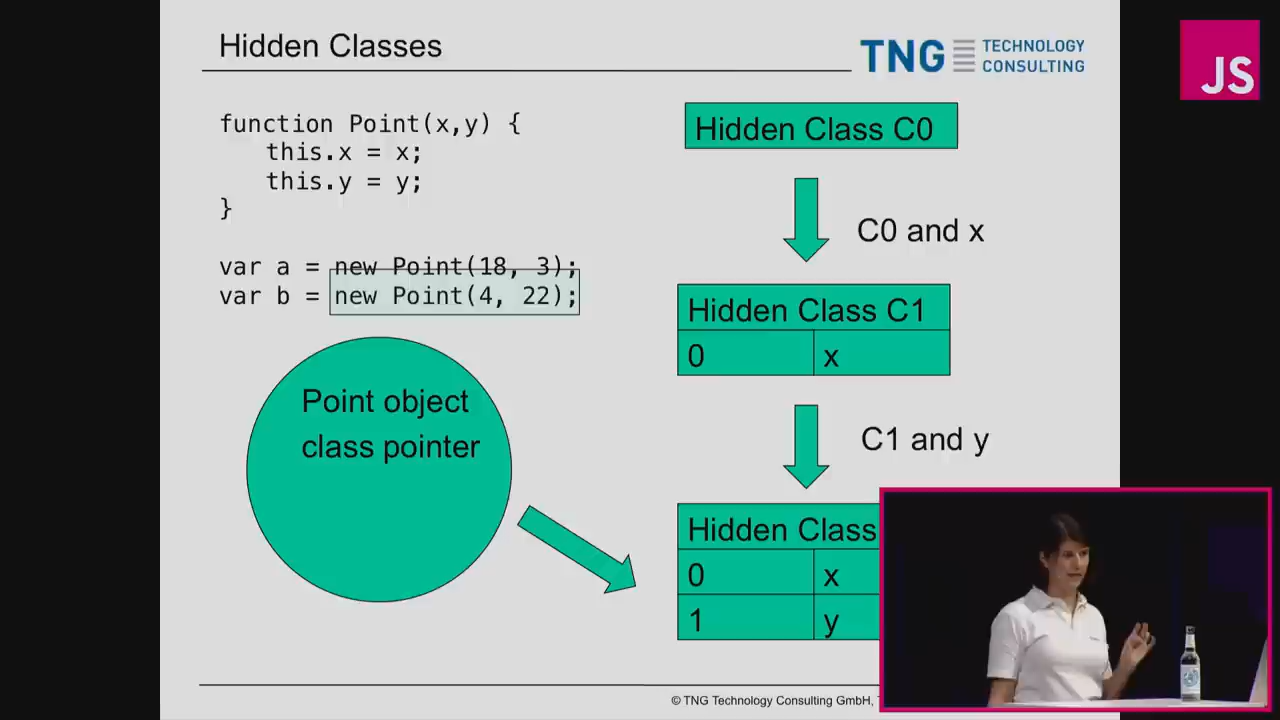 Hidden Classes
TNG TECHNOLOGY CONSULTING
JS
function Point(x,y) {
this.x = x;
this.y = y;
}
var a = new Point(18, 3);
var b = new Point(4, 22);
Point object
class pointer
Hidden Class C0
C0 and x
Hidden Class C1
0 x
C1 and y
Hidden Class
0 x
1 y
© TNG Technology Consulting GmbH,